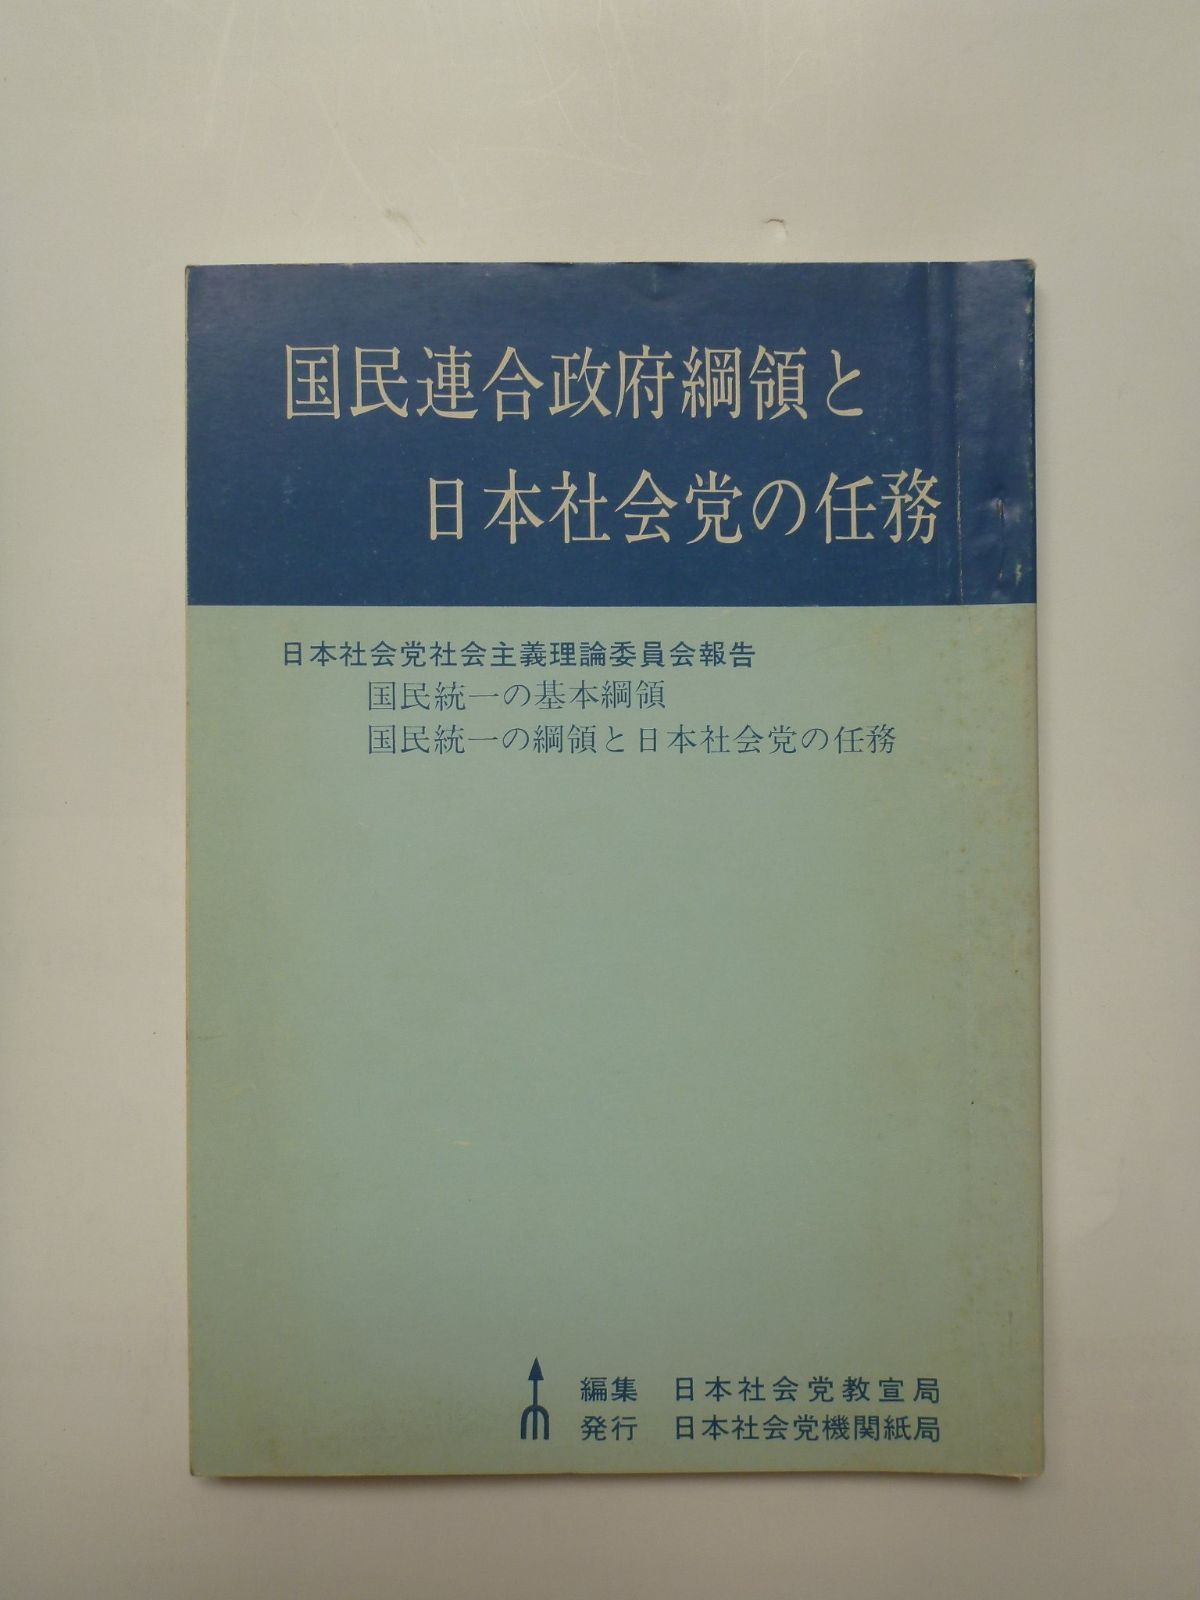 国民連合政府綱領と
日本社会党の任務
日本社会党社会主義理論委員会報告
国民統一の基本綱領
国民統一の綱領と日本社会党の任務
編集　日本社会党教宣局
発行　日本社会党機関紙局